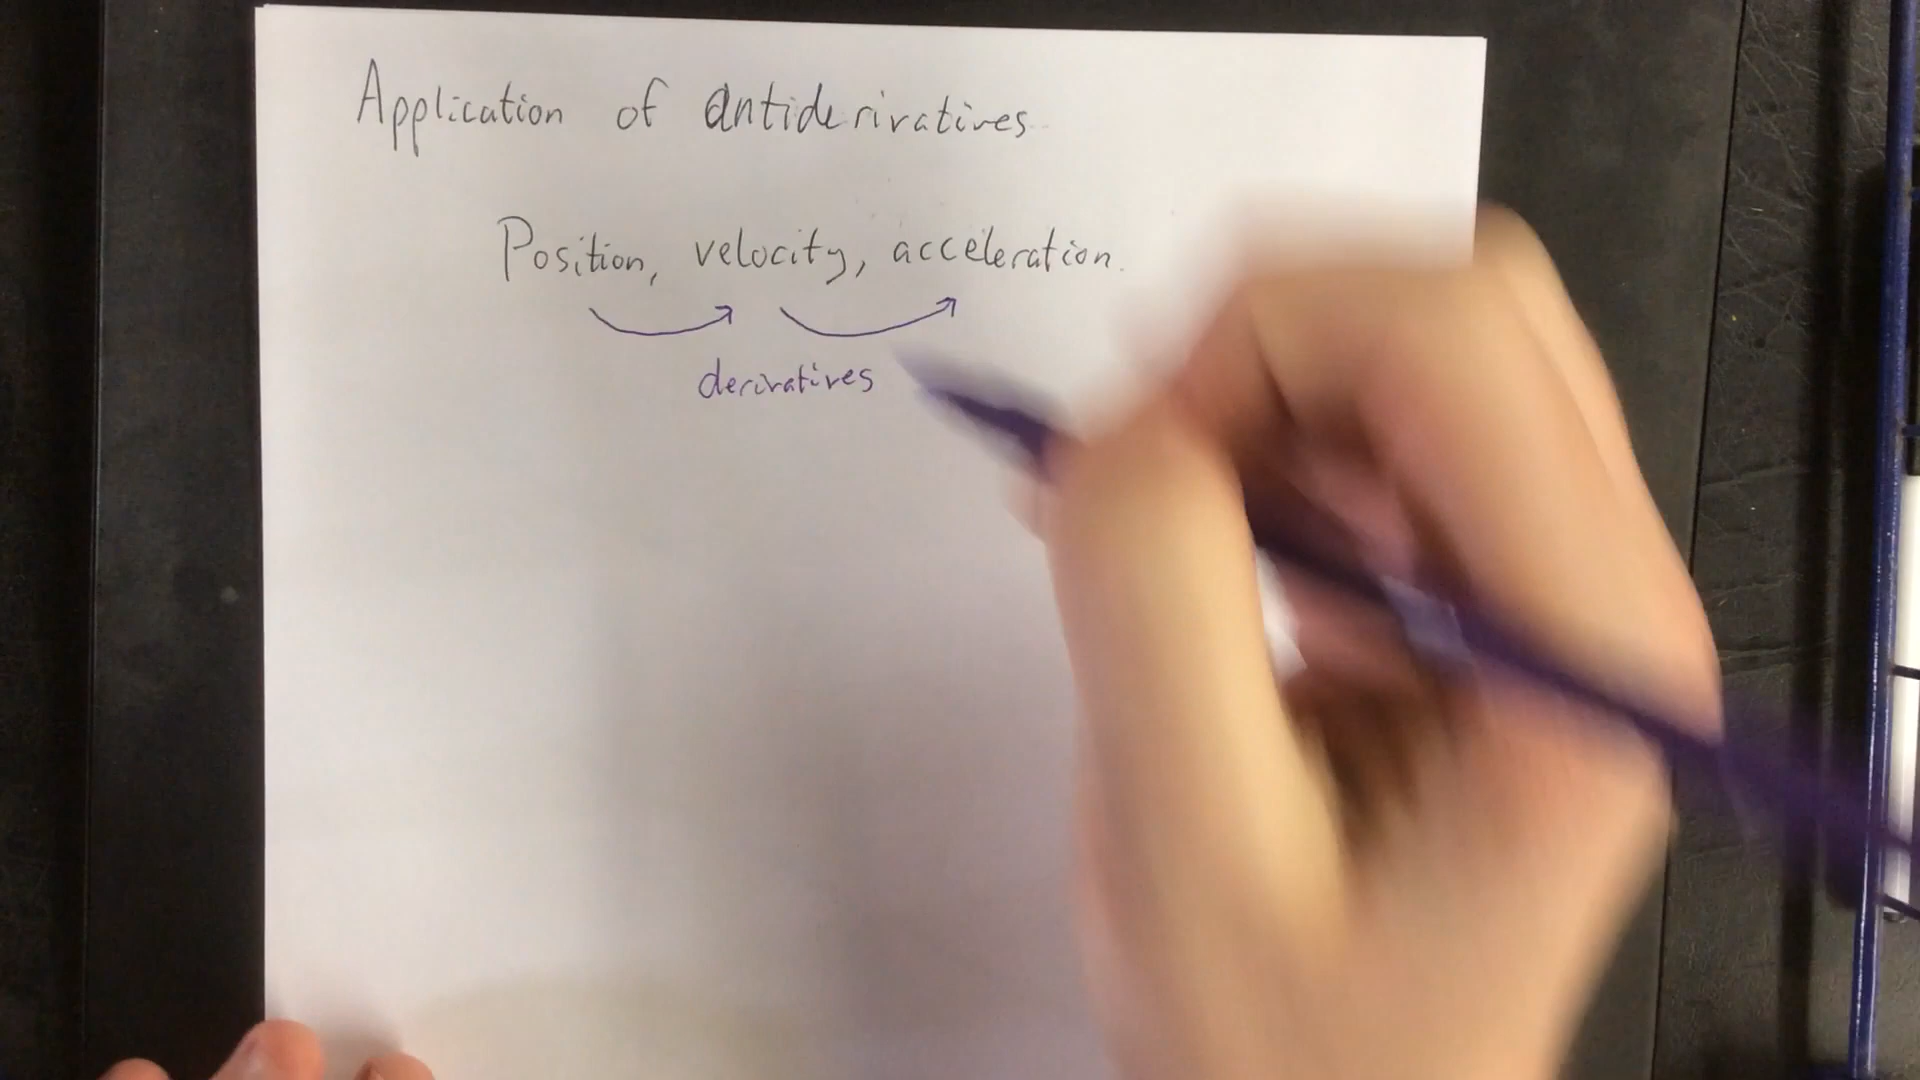 Application of antiderivatives
Position, velocity, acceleration.
derivatives